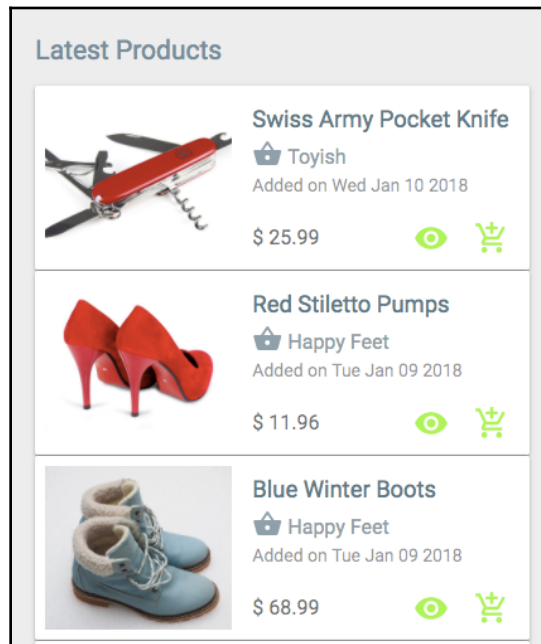 Latest Products
Swiss Army Pocket Knife
Toyish
Added on Wed Jan 10 2018
$ 25.99
Red Stiletto Pumps
Happy Feet
Added on Tue Jan 09 2018
$ 11.96
Blue Winter Boots
Happy Feet
Added on Tue Jan 09 2018
$ 68.99